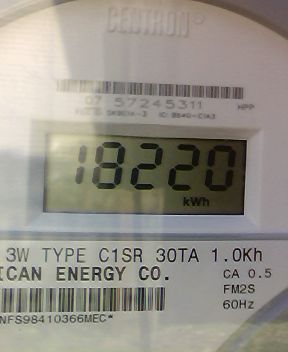 CENTRON®
07 57245311 HPP
18220
kWh
3W TYPE C1SR 30TA 1.0Kh
ICAN ENERGY CO. CA 0.5
FM2S
60Hz
NFS98410366MEC*